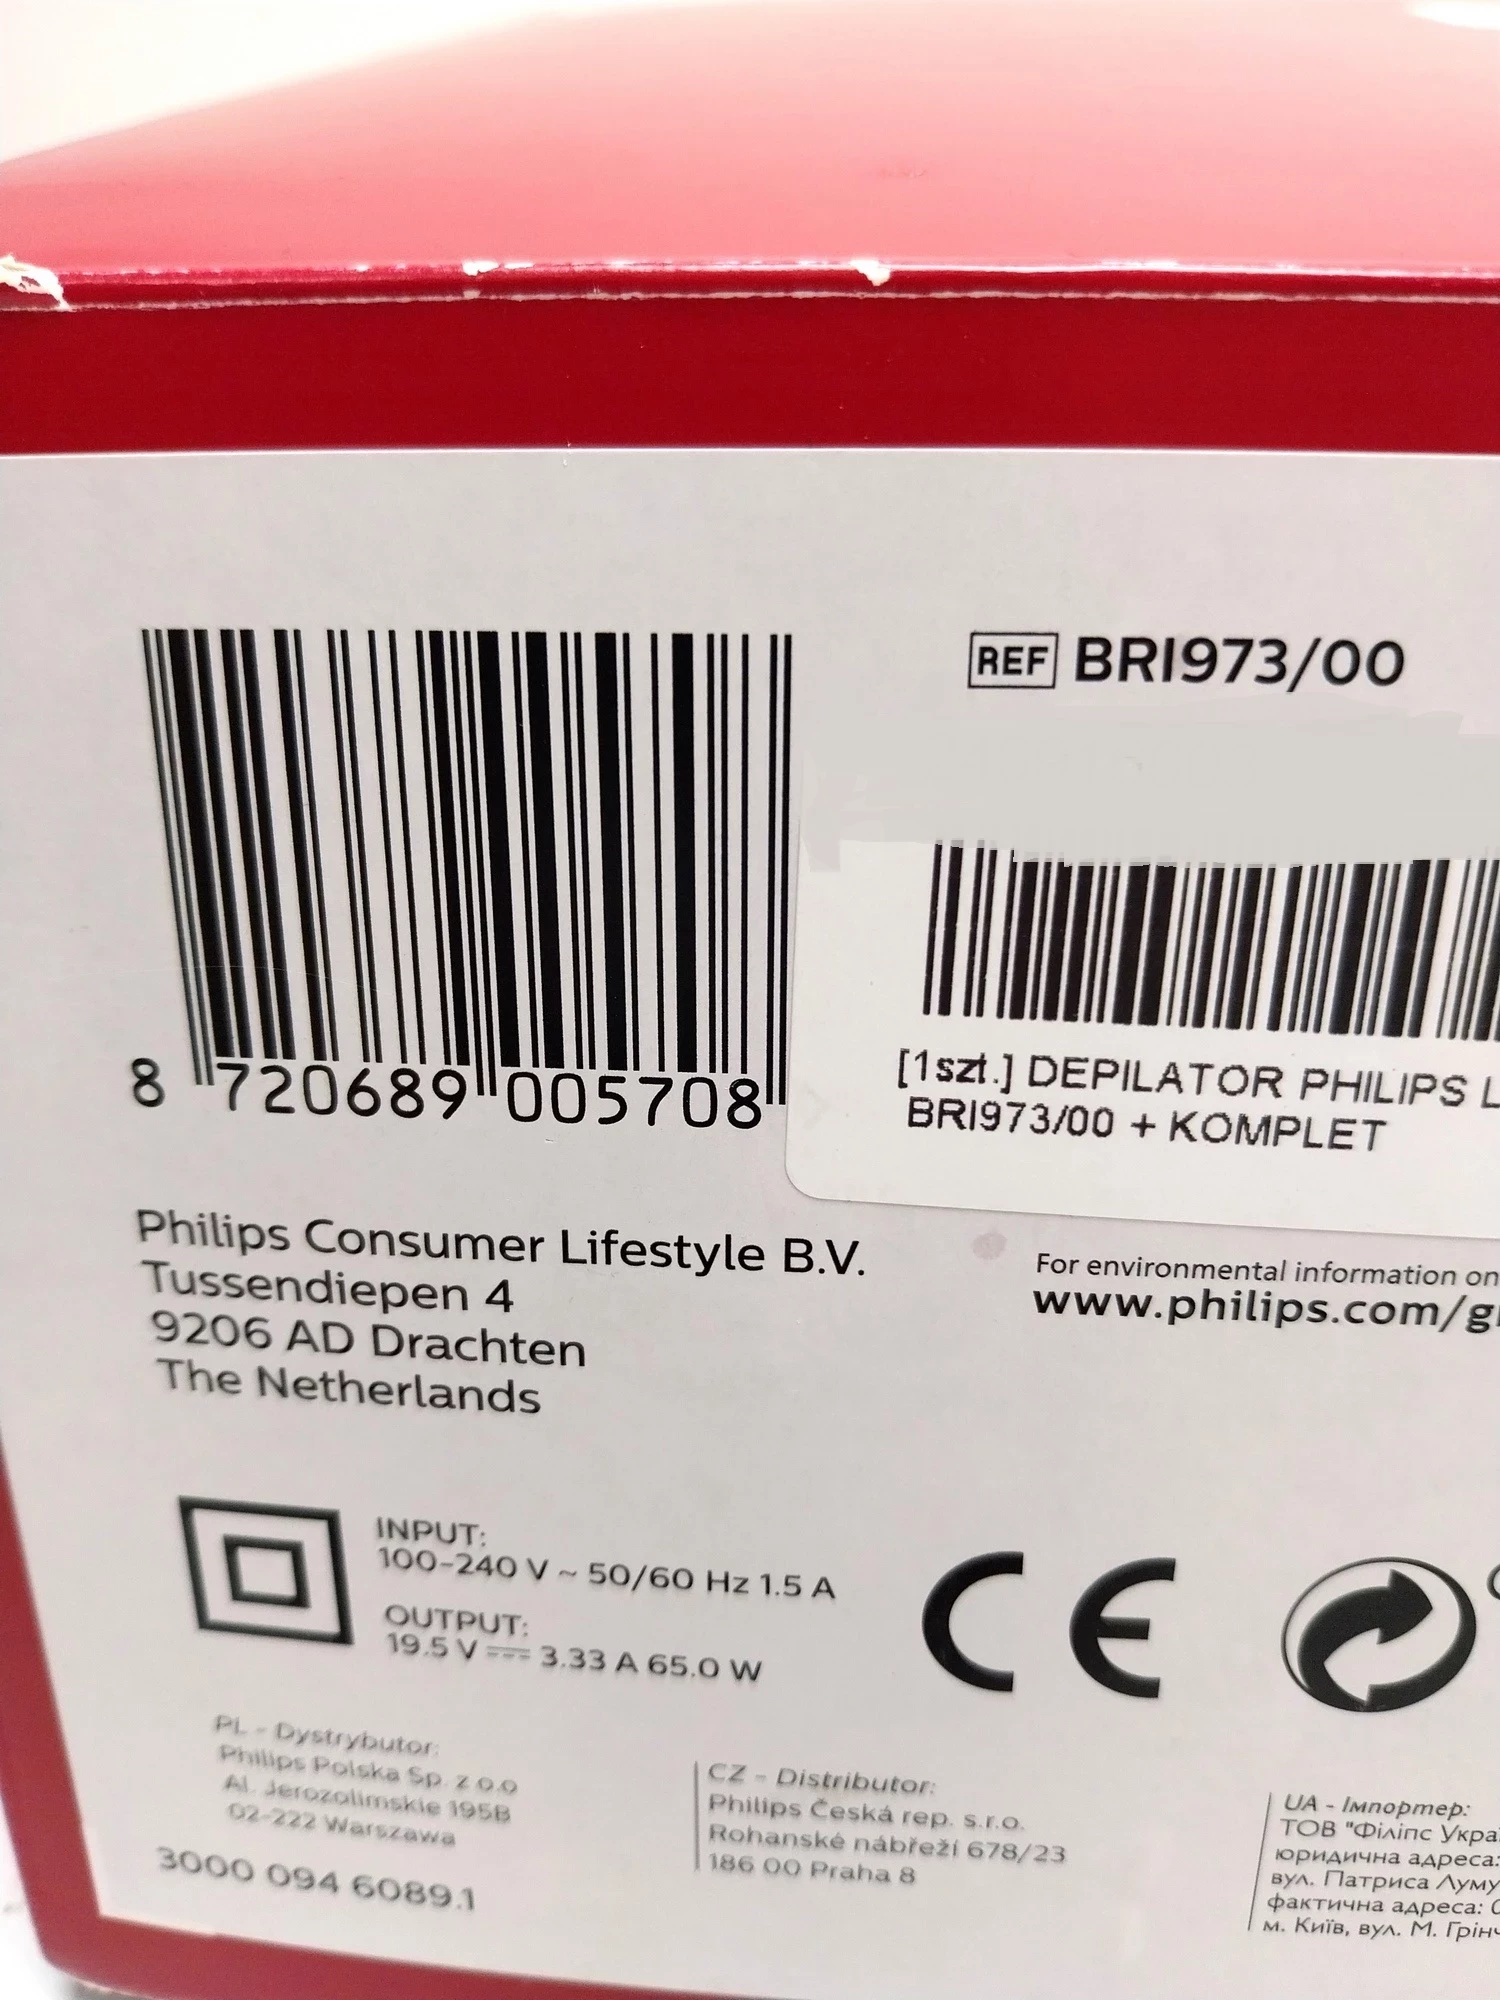 REF BRI973/00
8 720689 005708
[1szt.] DEPILATOR PHILIPS L
BRI973/00 + KOMPLET
Philips Consumer Lifestyle B.V.
Tussendiepen 4
9206 AD Drachten
The Netherlands
For environmental information on
www.philips.com/g
INPUT:
100-240 V ~ 50/60 Hz 1.5 A
OUTPUT:
19.5 V ⎓ 3.33 A 65.0 W
CE
PL - Dystrybutor:
Philips Polska Sp. z o.o
Al. Jerozolimskie 195B
02-222 Warszawa
3000 094 6089.1
CZ - Distributor:
Philips Česká rep. s.r.o.
Rohanské nábřeží 678/23
186 00 Praha 8
UA - Імпортер:
ТОВ "Філіпс Украї
юридична адреса:
вул. Патриса Луму
фактична адреса: 0
м. Київ, вул. М. Грінч